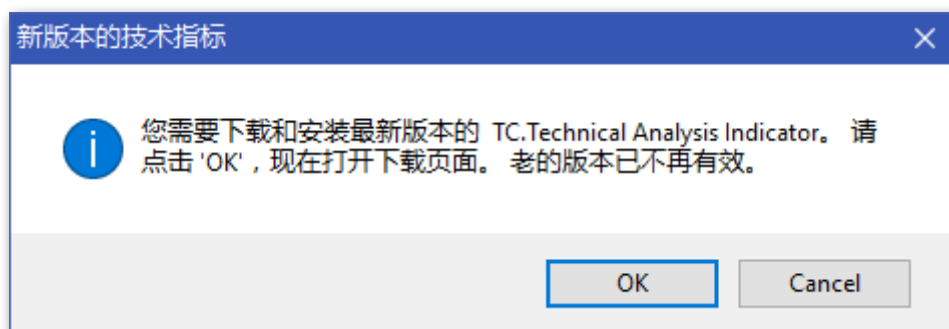 新版本的技术指标
您需要下载和安装最新版本的 TC.Technical Analysis Indicator。 请
点击 'OK' , 现在打开下载页面。 老的版本已不再有效。
OK
Cancel